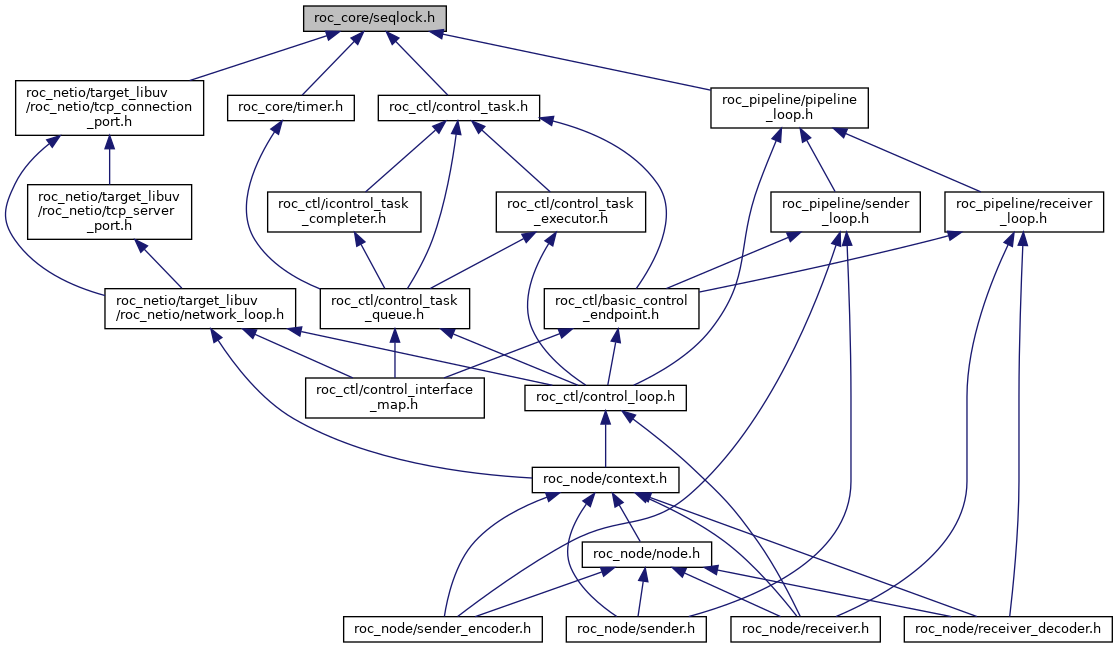 roc_core/seqlock.h
roc_netio/target_libuv
/roc_netio/tcp_connection
_port.h
roc_core/timer.h
roc_ctl/control_task.h
roc_pipeline/pipeline
_loop.h
roc_netio/target_libuv
/roc_netio/tcp_server
_port.h
roc_ctl/icontrol_task
_completer.h
roc_ctl/control_task
_executor.h
roc_pipeline/sender
_loop.h
roc_pipeline/receiver
_loop.h
roc_netio/target_libuv
/roc_netio/network_loop.h
roc_ctl/control_task
_queue.h
roc_ctl/basic_control
_endpoint.h
roc_ctl/control_interface
_map.h
roc_ctl/control_loop.h
roc_node/context.h
roc_node/node.h
roc_node/sender_encoder.h
roc_node/sender.h
roc_node/receiver.h
roc_node/receiver_decoder.h